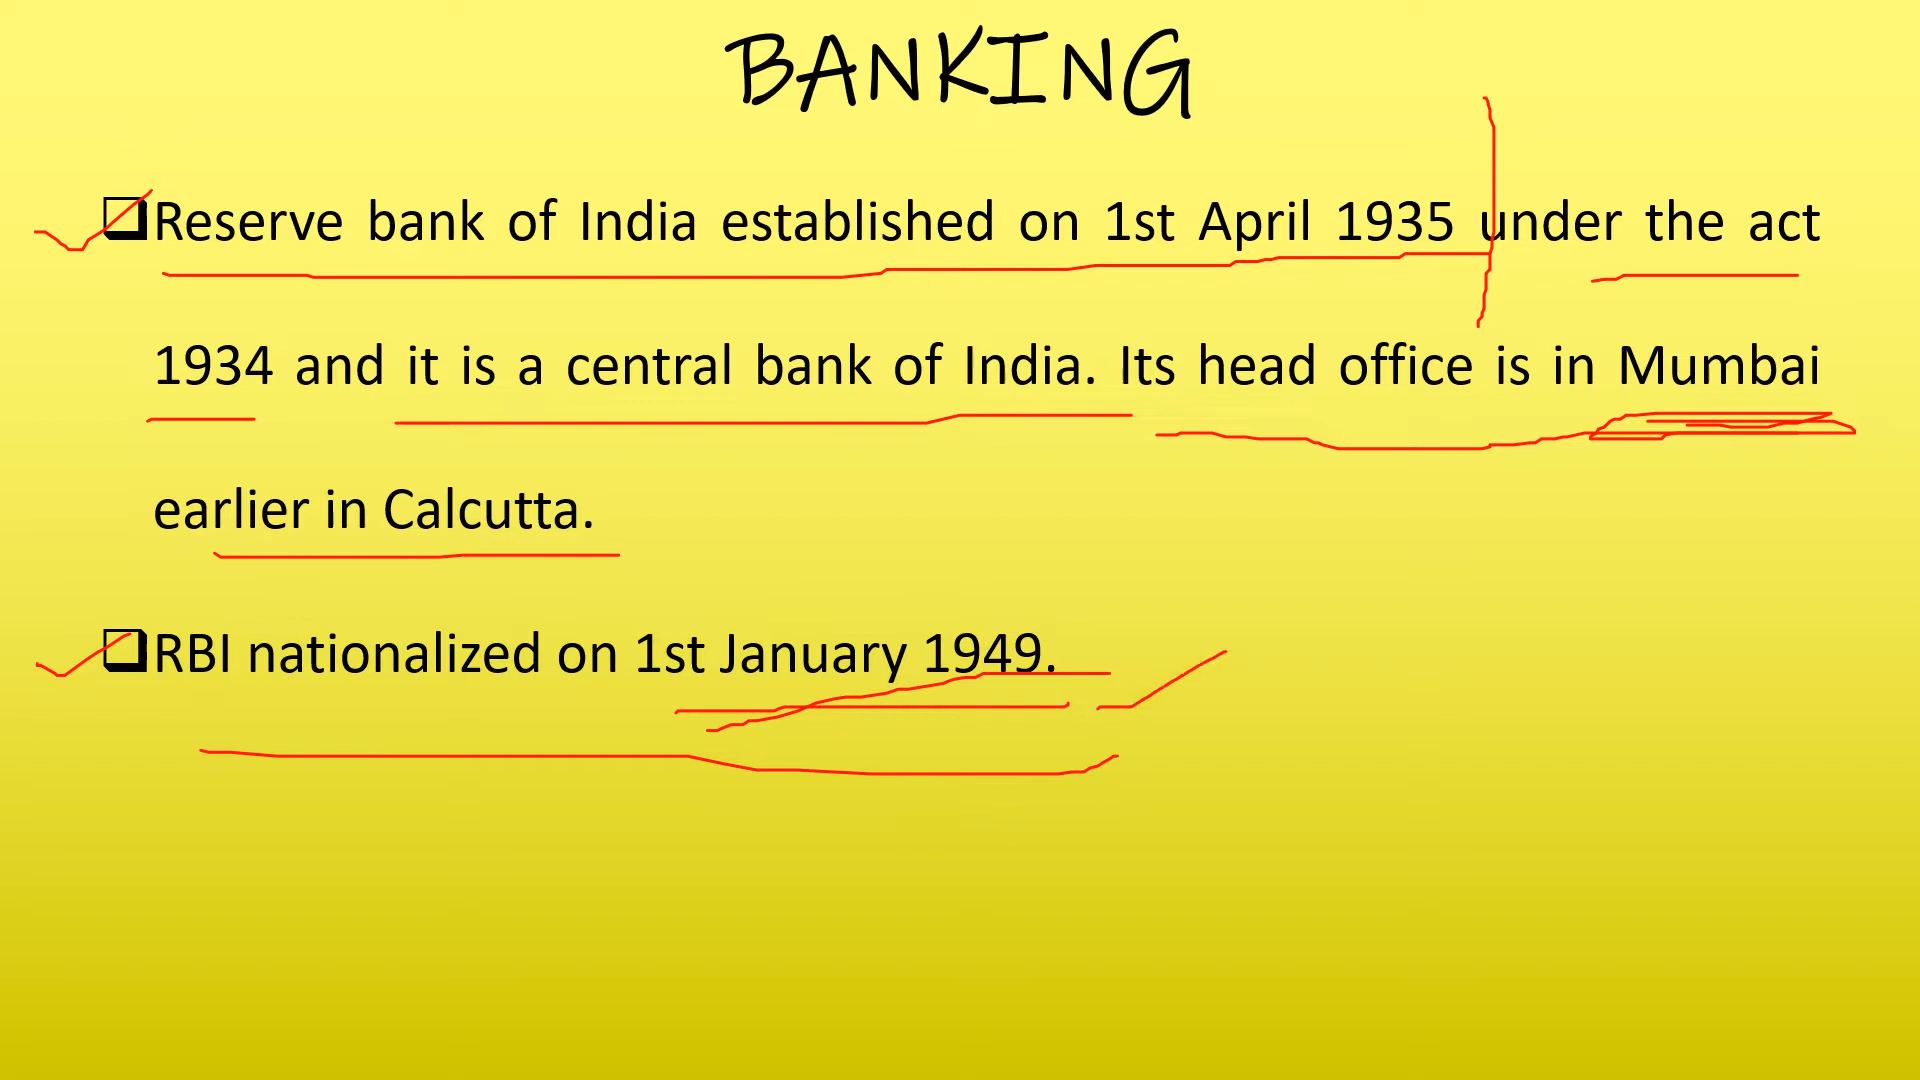 BANKING
Reserve bank of India established on 1st April 1935 under the act
1934 and it is a central bank of India. Its head office is in Mumbai
earlier in Calcutta.
RBI nationalized on 1st January 1949.